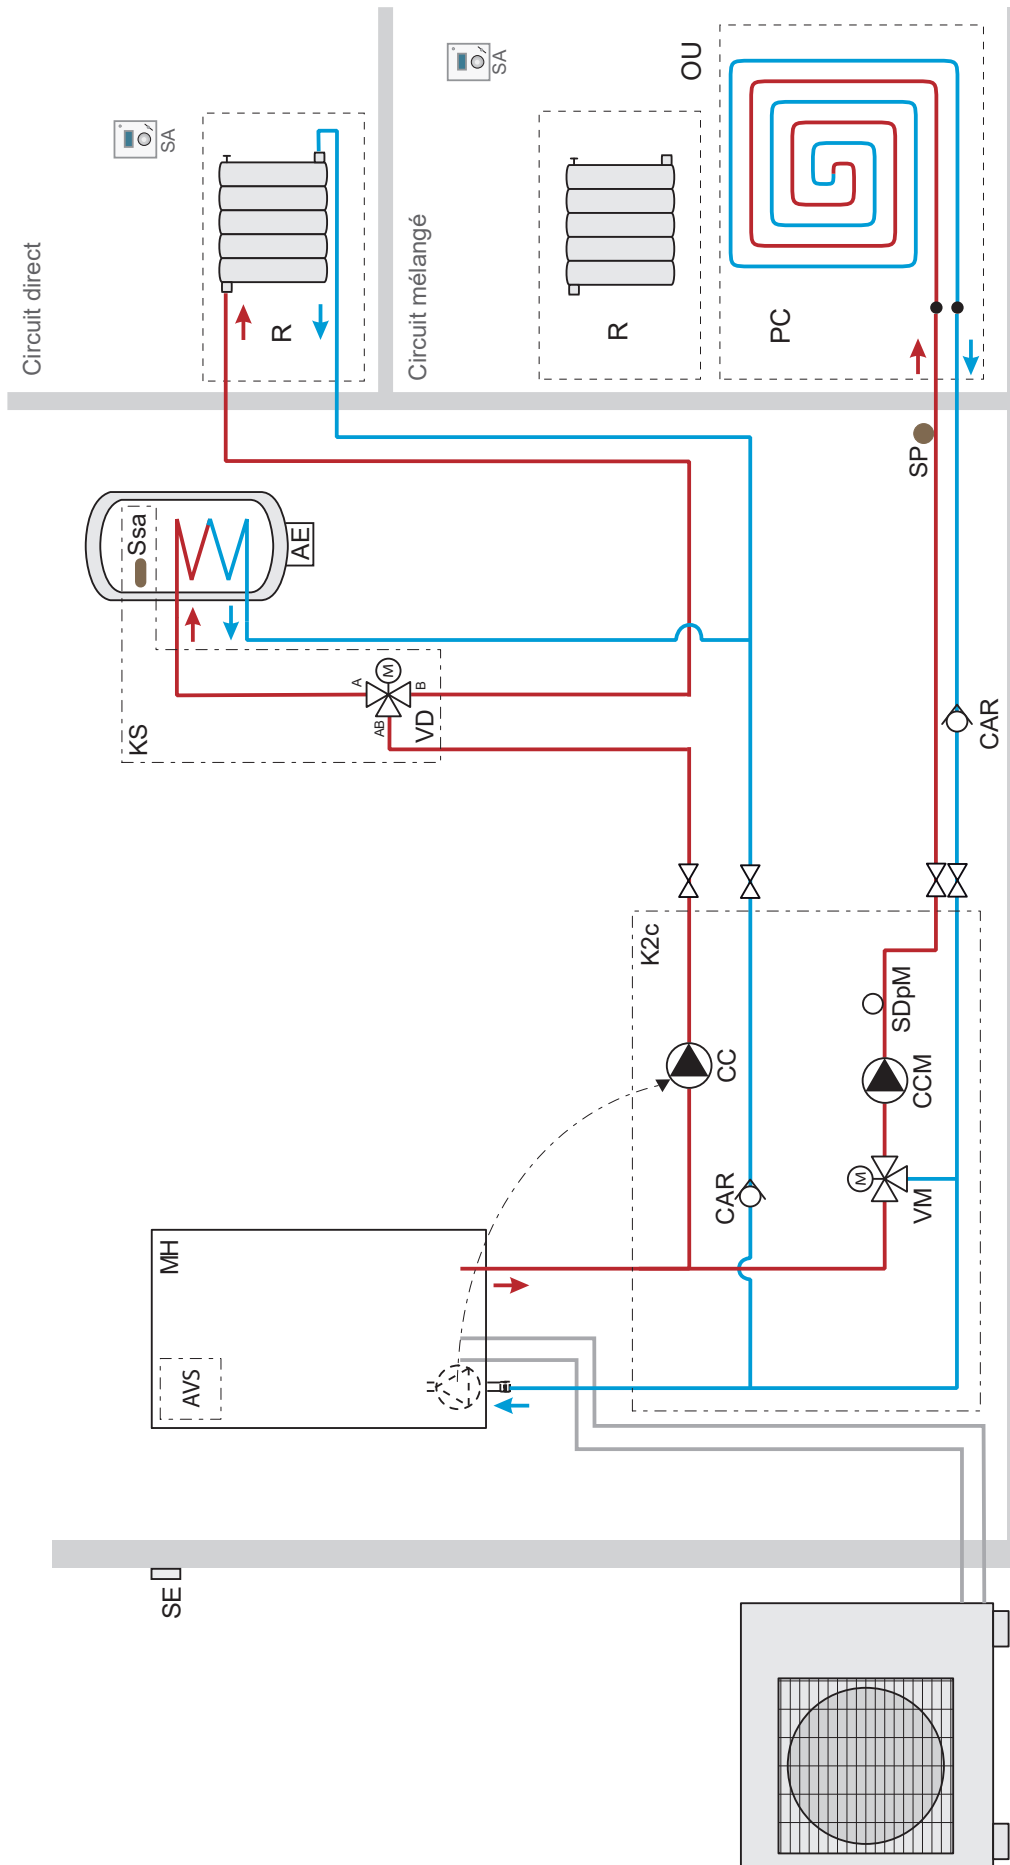 Circuit direct
SA
R
Circuit mélangé
SA
R
OU
PC
SP
Ssa
AE
KS
A
M
B
AB
VD
CAR
K2c
CC
SDpM
CCM
CAR
M
VM
MH
AVS
SE